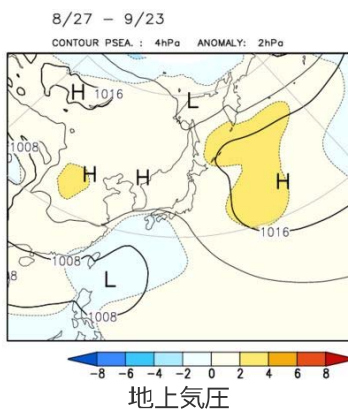 8/27 - 9/23
CONTOUR PSEA. : 4hPa ANOMALY: 2hPa
H
1016
L
1008
H
H
H
1016
L
8
1008
-8 -6 -4 -2 0 2 4 6 8
地上気圧